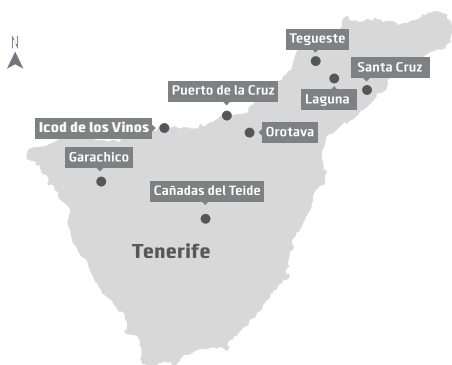 N
Tegueste
Santa Cruz
Puerto de la Cruz
Laguna
Icod de los Vinos
Orotava
Garachico
Cañadas del Teide
Tenerife